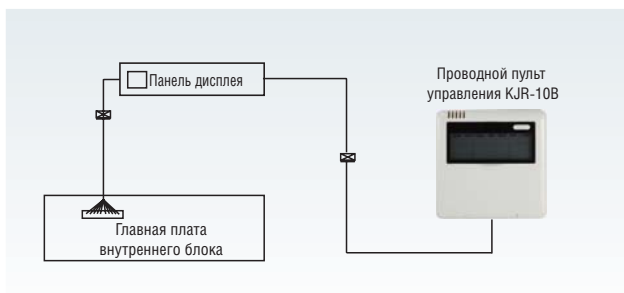 Панель дисплея
Проводной пульт
управления KJR-10B
Главная плата
внутреннего блока